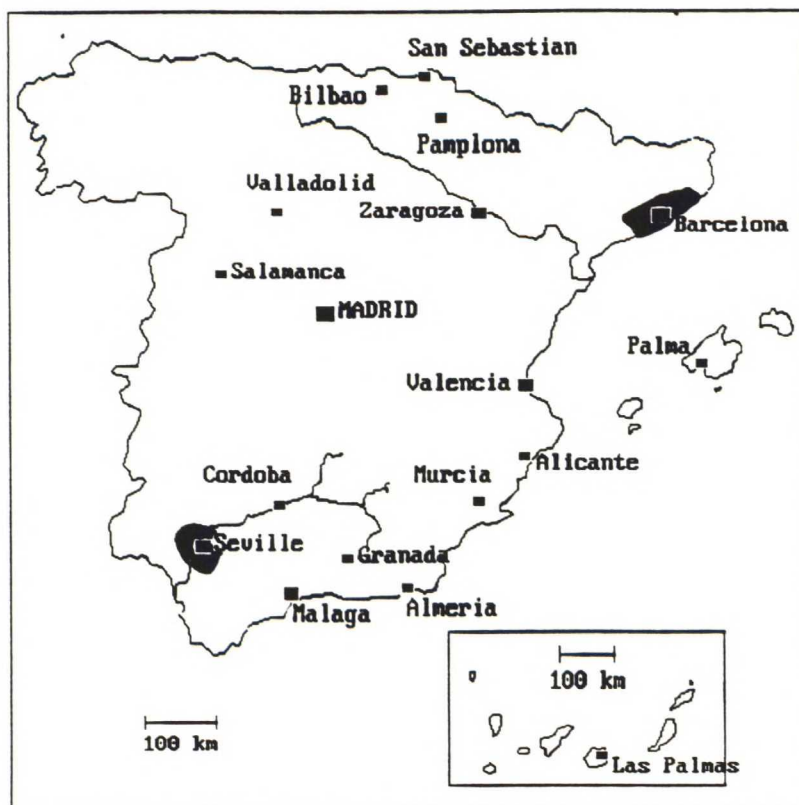 San Sebastian
Bilbao
Pamplona
Valladolid
Zaragoza
Barcelona
Salamanca
MADRID
Palma
Valencia
Cordoba
Murcia
Alicante
Seville
Granada
Malaga
Almeria
100 km
100 km
Las Palmas